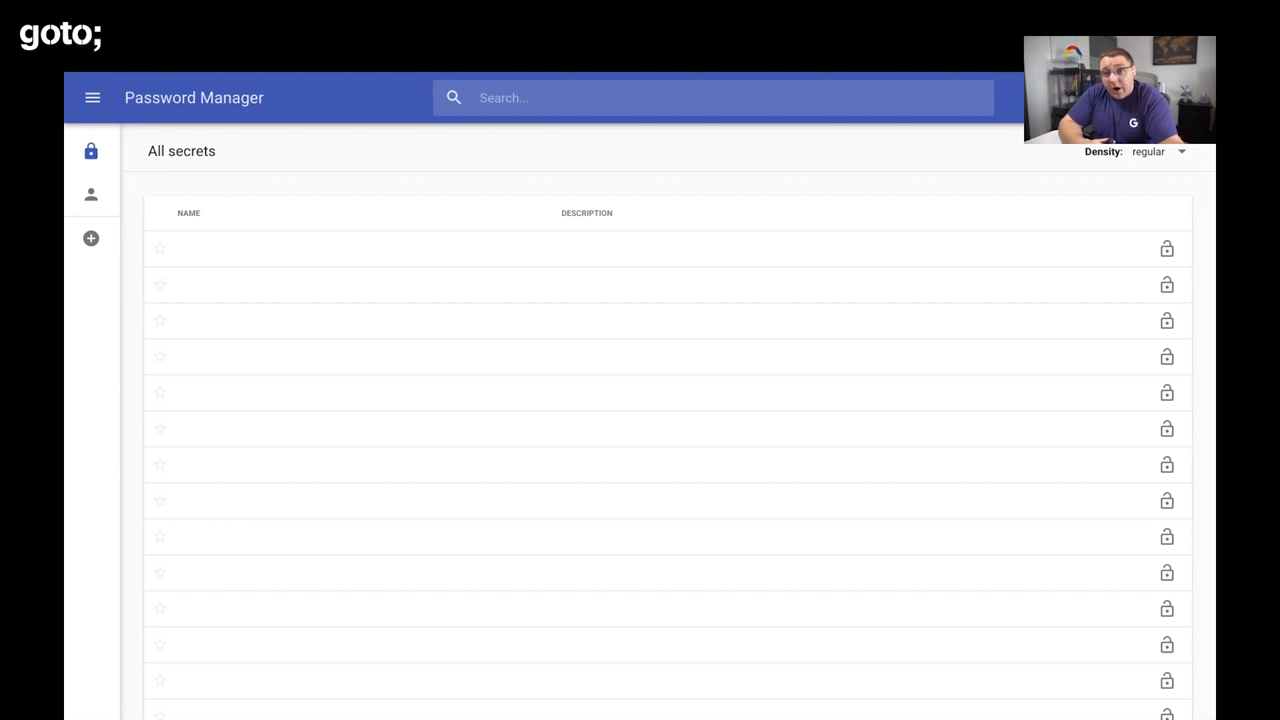 goto;
Password Manager
Search...
All secrets
Density: regular
NAME DESCRIPTION
G